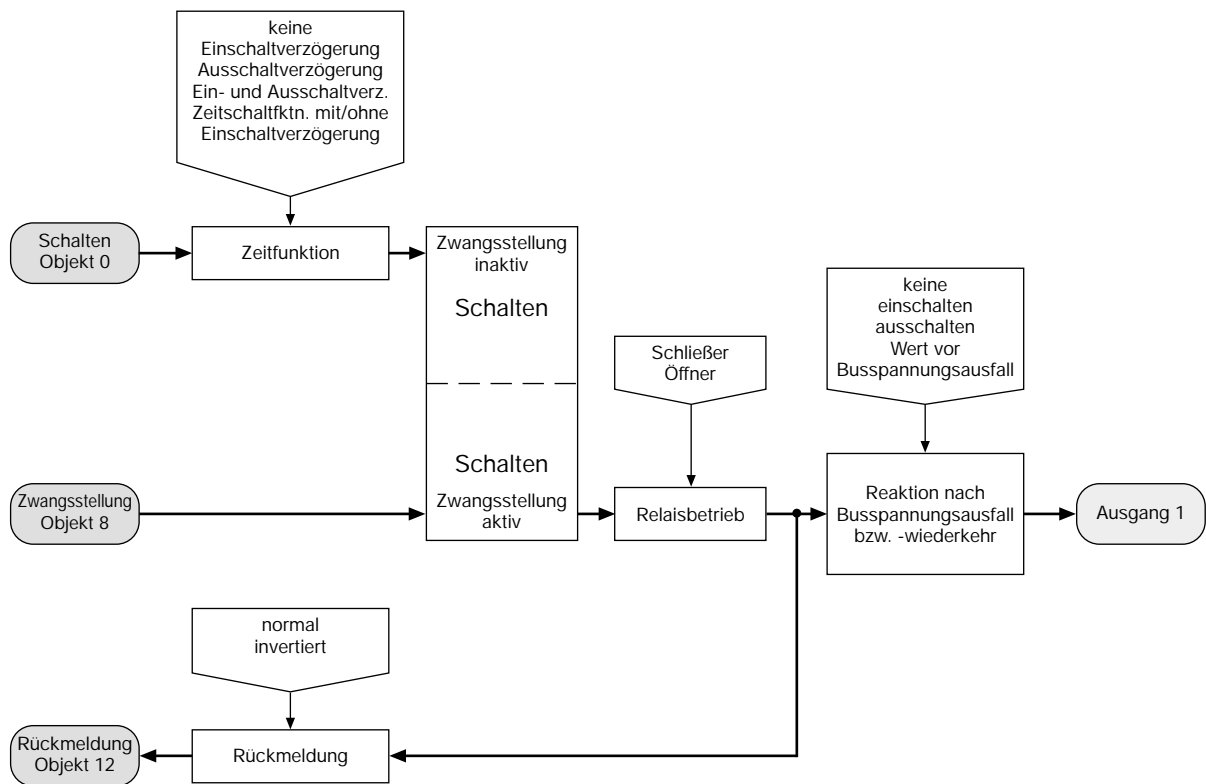 keine
Einschaltverzögerung
Ausschaltverzögerung
Ein- und Ausschaltverz.
Zeitschaltfktn. mit/ohne
Einschaltverzögerung
Schalten
Objekt 0
Zeitfunktion
Zwangsstellung
inaktiv
Schalten
Schließer
Öffner
keine
einschalten
ausschalten
Wert vor
Busspannungsausfall
Zwangsstellung
Objekt 8
Schalten
Zwangsstellung
aktiv
Relaisbetrieb
Reaktion nach
Busspannungsausfall
bzw. -wiederkehr
Ausgang 1
normal
invertiert
Rückmeldung
Objekt 12
Rückmeldung